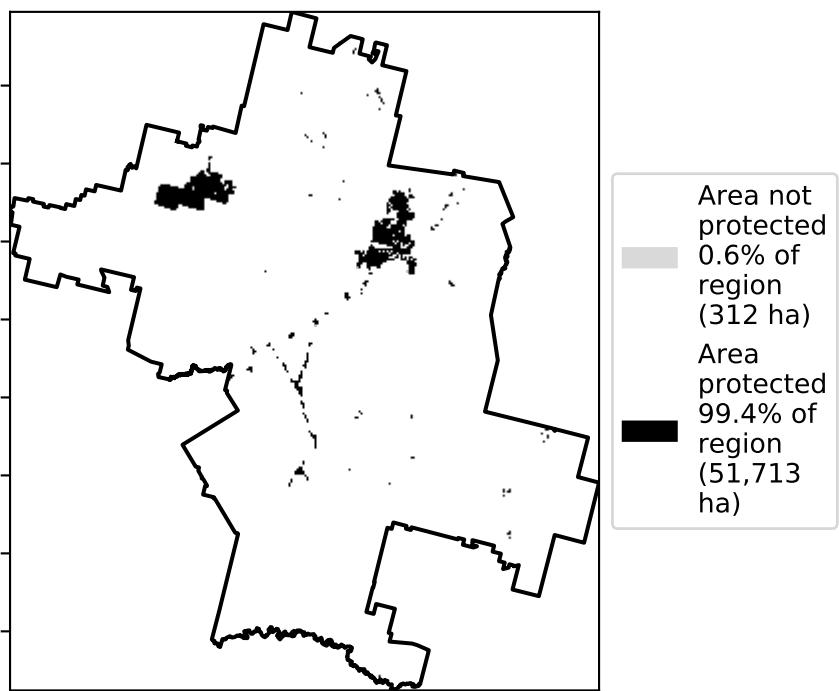 Area not
protected
0.6% of
region
(312 ha)
Area
protected
99.4% of
region
(51,713
ha)